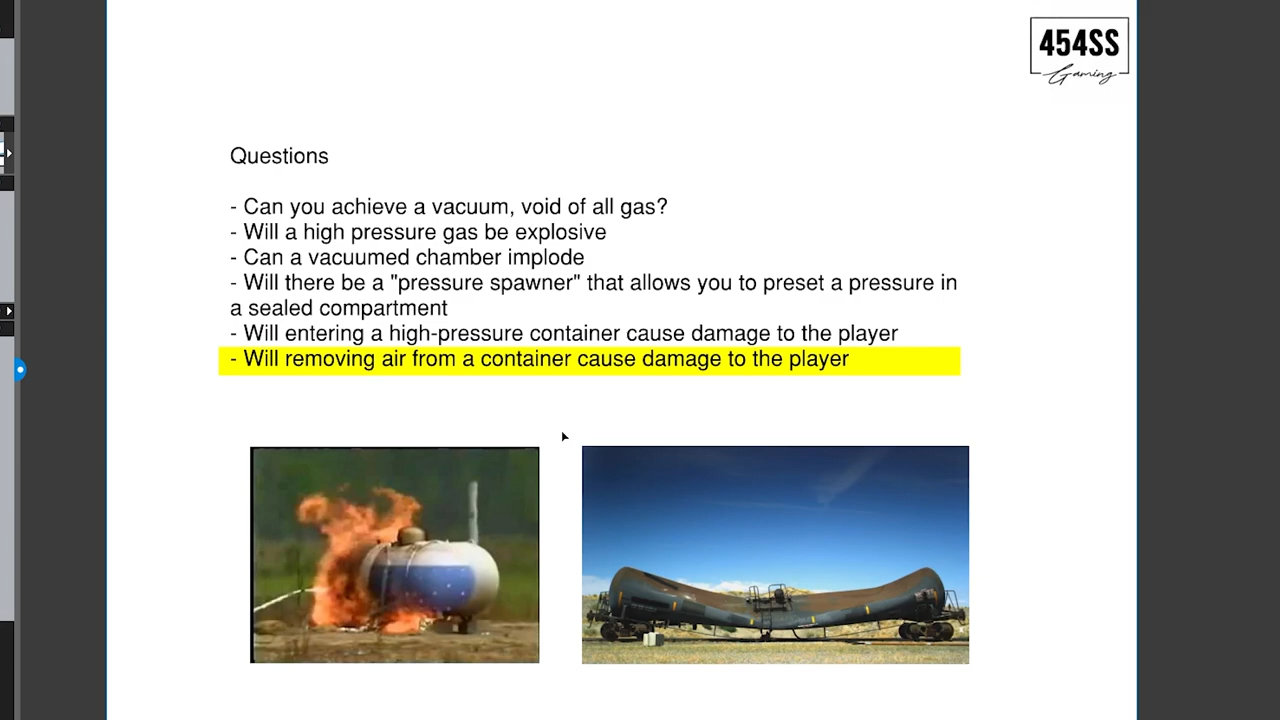 454SS
Gaming
Questions
- Can you achieve a vacuum, void of all gas?
- Will a high pressure gas be explosive
- Can a vacuumed chamber implode
- Will there be a "pressure spawner" that allows you to preset a pressure in
a sealed compartment
- Will entering a high-pressure container cause damage to the player
- Will removing air from a container cause damage to the player